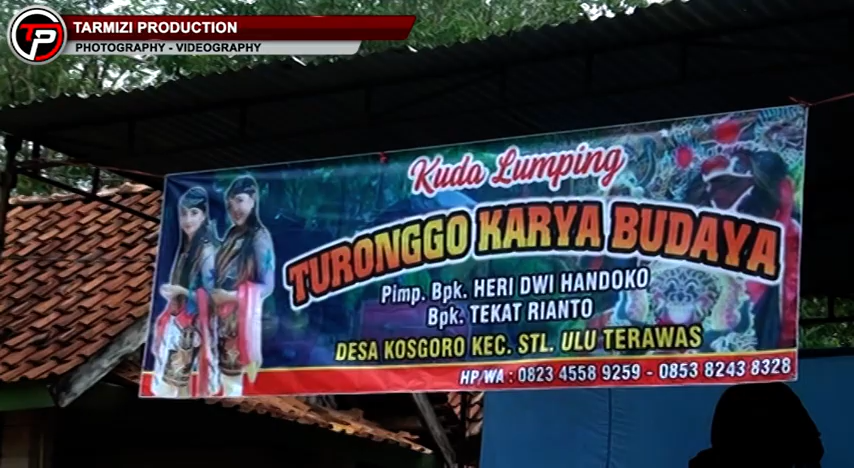 TP
TARMIZI PRODUCTION
PHOTOGRAPHY - VIDEOGRAPHY
Kuda Lumping
TURONGGO KARYA BUDAYA
Pimp. Bpk. HERI DWI HANDOKO
Bpk. TEKAT RIANTO
DESA KOSGORO KEC. STL. ULU TERAWAS
HP/WA : 0823 4558 9259 - 0853 8243 8328